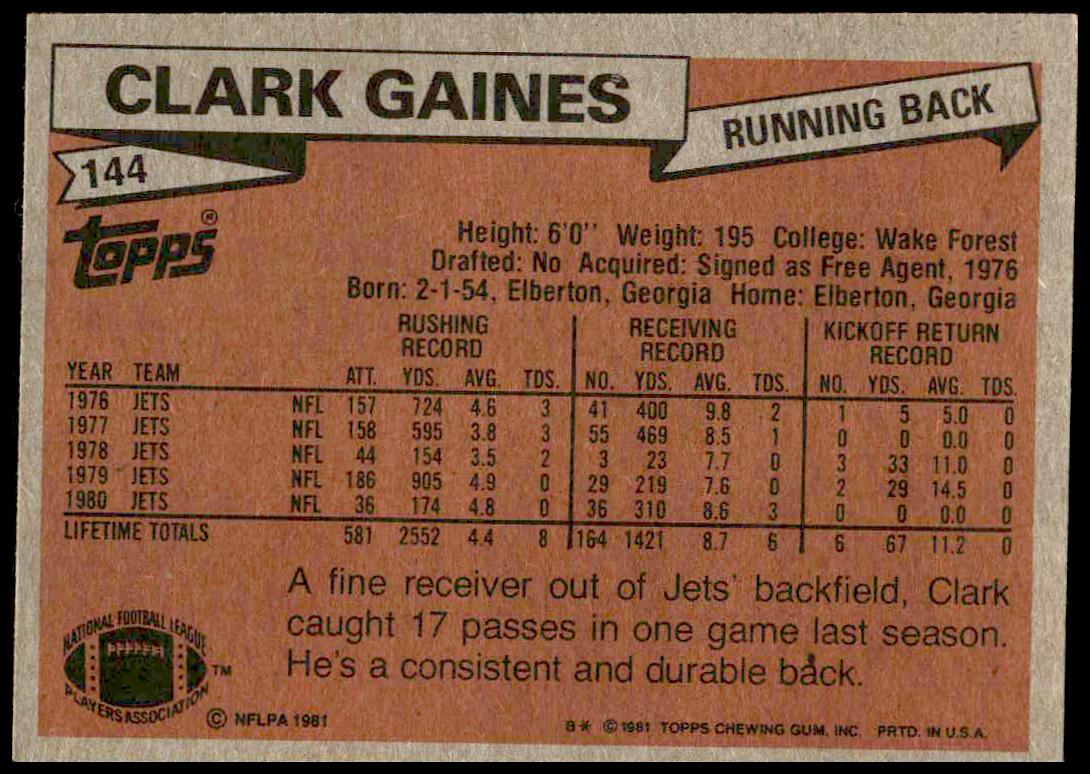 CLARK GAINES
RUNNING BACK
144
topps®
Height: 6'0'' Weight: 195 College: Wake Forest
Drafted: No Acquired: Signed as Free Agent, 1976
Born: 2-1-54, Elberton, Georgia Home: Elberton, Georgia
RUSHING RECORD RECEIVING RECORD KICKOFF RETURN RECORD
YEAR TEAM ATT. YDS. AVG. TDS. NO. YDS. AVG. TDS. NO. YDS. AVG. TDS.
1976 JETS NFL 157 724 4.6 3 41 400 9.8 2 1 5 5.0 0
1977 JETS NFL 158 595 3.8 3 55 469 8.5 1 0 0 0.0 0
1978 JETS NFL 44 154 3.5 2 3 23 7.7 0 3 33 11.0 0
1979 JETS NFL 186 905 4.9 0 29 219 7.6 0 2 29 14.5 0
1980 JETS NFL 36 174 4.8 0 36 310 8.6 3 0 0 0.0 0
LIFETIME TOTALS 581 2552 4.4 8 164 1421 8.7 6 6 67 11.2 0
A fine receiver out of Jets' backfield, Clark
caught 17 passes in one game last season.
He's a consistent and durable back.
NATIONAL FOOTBALL LEAGUE
PLAYERS ASSOCIATION
TM
© NFLPA 1981
B* ©1981 TOPPS CHEWING GUM, INC. PRTD. IN U.S.A.